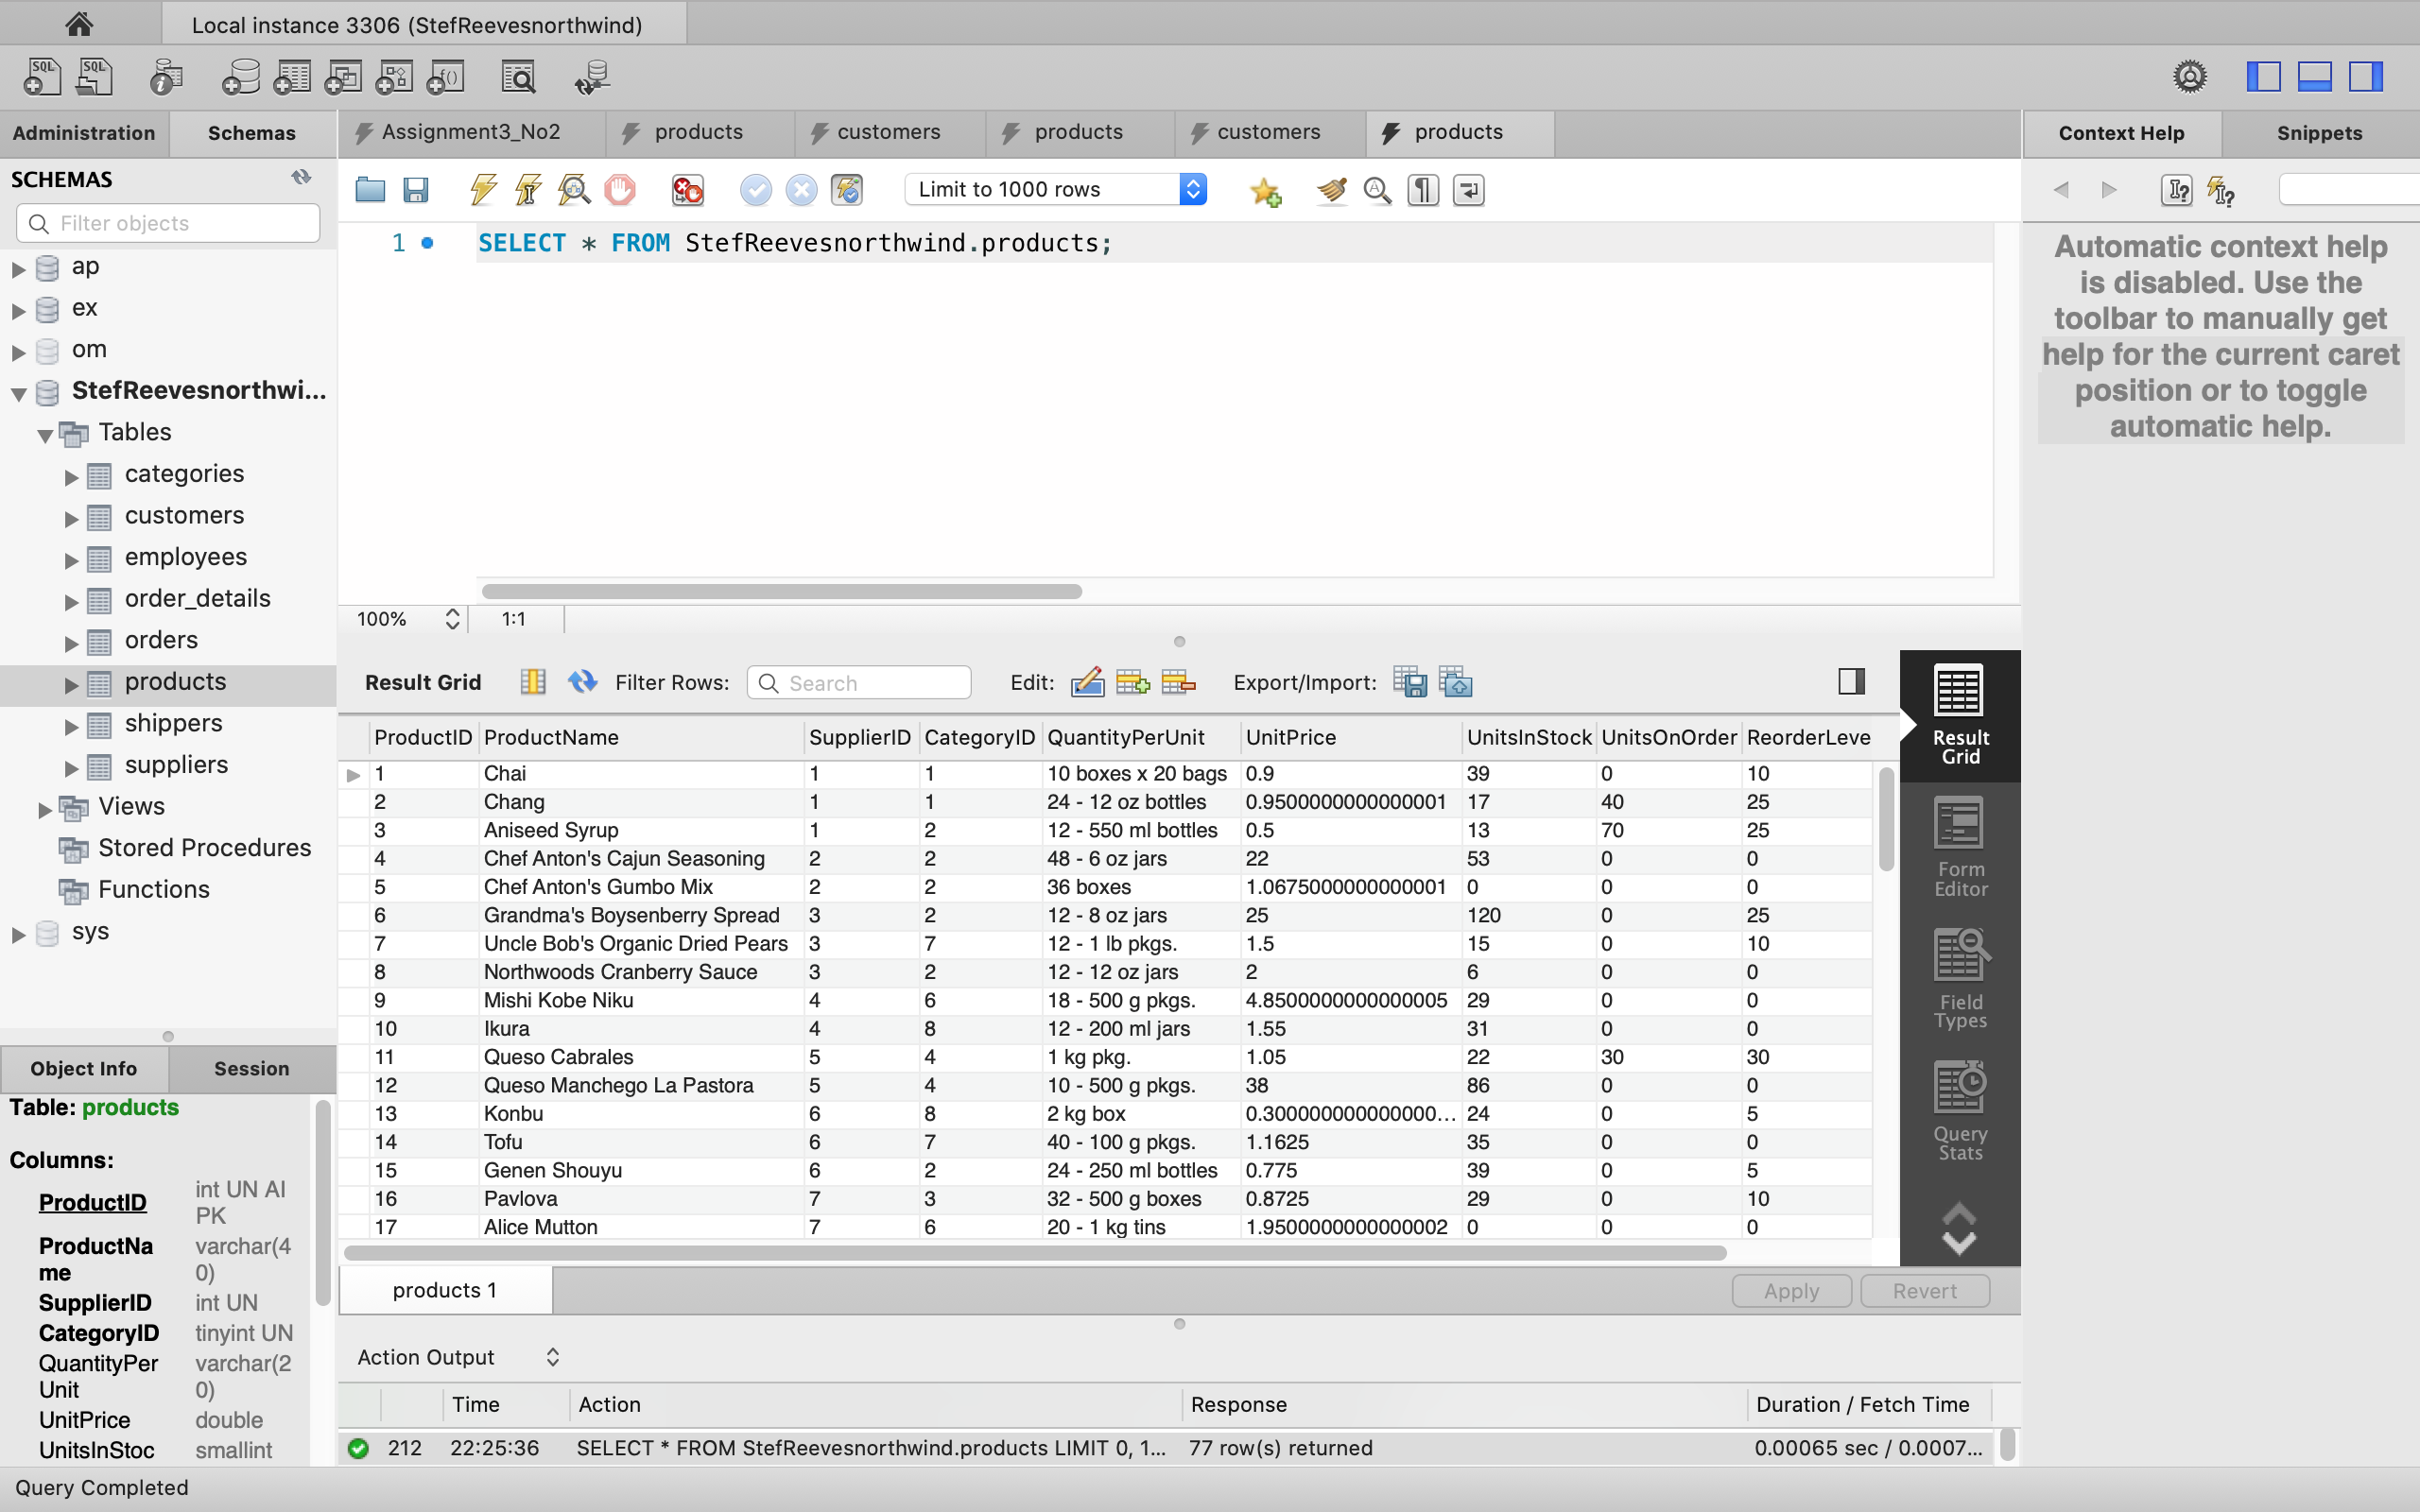 Local instance 3306 (StefReevesnorthwind)
SQL SQL
Administration Schemas
Assignment3_No2 products customers products customers products
Context Help Snippets
SCHEMAS
Limit to 1000 rows
Filter objects
1 SELECT * FROM StefReevesnorthwind.products;
Automatic context help
is disabled. Use the
toolbar to manually get
help for the current caret
position or to toggle
automatic help.
ap
ex
om
StefReevesnorthwi...
Tables
categories
customers
employees
order_details
orders
products
shippers
suppliers
Views
Stored Procedures
Functions
sys
100% 1:1
Result Grid Filter Rows: Search Edit: Export/Import:
ProductID ProductName SupplierID CategoryID QuantityPerUnit UnitPrice UnitsInStock UnitsOnOrder ReorderLeve
1 Chai 1 1 10 boxes x 20 bags 0.9 39 0 10
2 Chang 1 1 24 - 12 oz bottles 0.9500000000000001 17 40 25
3 Aniseed Syrup 1 2 12 - 550 ml bottles 0.5 13 70 25
4 Chef Anton's Cajun Seasoning 2 2 48 - 6 oz jars 22 53 0 0
5 Chef Anton's Gumbo Mix 2 2 36 boxes 1.0675000000000001 0 0 0
6 Grandma's Boysenberry Spread 3 2 12 - 8 oz jars 25 120 0 25
7 Uncle Bob's Organic Dried Pears 3 7 12 - 1 lb pkgs. 1.5 15 0 10
8 Northwoods Cranberry Sauce 3 2 12 - 12 oz jars 2 6 0 0
9 Mishi Kobe Niku 4 6 18 - 500 g pkgs. 4.8500000000000005 29 0 0
10 Ikura 4 8 12 - 200 ml jars 1.55 31 0 0
11 Queso Cabrales 5 4 1 kg pkg. 1.05 22 30 30
12 Queso Manchego La Pastora 5 4 10 - 500 g pkgs. 38 86 0 0
13 Konbu 6 8 2 kg box 0.300000000000000... 24 0 5
14 Tofu 6 7 40 - 100 g pkgs. 1.1625 35 0 0
15 Genen Shouyu 6 2 24 - 250 ml bottles 0.775 39 0 5
16 Pavlova 7 3 32 - 500 g boxes 0.8725 29 0 10
17 Alice Mutton 7 6 20 - 1 kg tins 1.9500000000000002 0 0 0
Result
Grid
Form
Editor
Field
Types
Query
Stats
Object Info Session
Table: products
Columns:
ProductID int UN AI
PK
ProductNa varchar(4
me 0)
SupplierID int UN
CategoryID tinyint UN
QuantityPer varchar(2
Unit 0)
UnitPrice double
UnitsInStoc smallint
products 1 Apply Revert
Action Output
Time Action Response Duration / Fetch Time
212 22:25:36 SELECT * FROM StefReevesnorthwind.products LIMIT 0, 1... 77 row(s) returned 0.00065 sec / 0.0007...
Query Completed